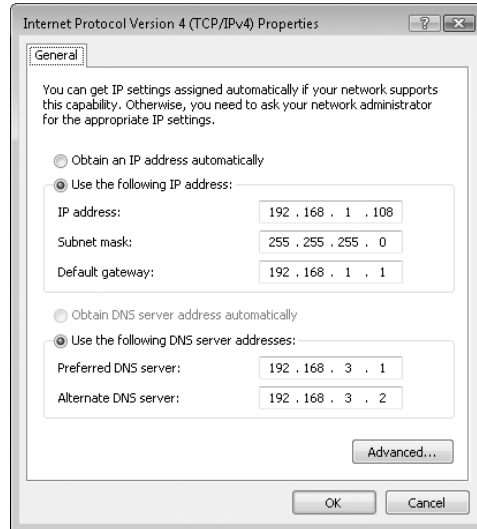 Internet Protocol Version 4 (TCP/IPv4) Properties
General
You can get IP settings assigned automatically if your network supports
this capability. Otherwise, you need to ask your network administrator
for the appropriate IP settings.
Obtain an IP address automatically
Use the following IP address:
IP address: 192 . 168 . 1 . 108
Subnet mask: 255 . 255 . 255 . 0
Default gateway: 192 . 168 . 1 . 1
Obtain DNS server address automatically
Use the following DNS server addresses:
Preferred DNS server: 192 . 168 . 3 . 1
Alternate DNS server: 192 . 168 . 3 . 2
Advanced...
OK Cancel